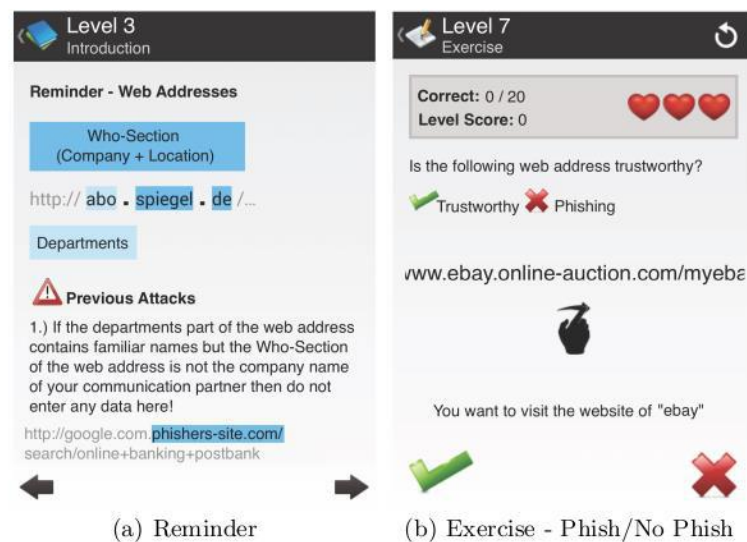 Level 3
Introduction
Reminder - Web Addresses
Who-Section
(Company + Location)
http:// abo . spiegel . de /...
Departments
Previous Attacks
1.) If the departments part of the web address
contains familiar names but the Who-Section
of the web address is not the company name
of your communication partner then do not
enter any data here!
http://google.com.phishers-site.com/
search/online+banking+postbank
(a) Reminder
Level 7
Exercise
Correct: 0 / 20
Level Score: 0
Is the following web address trustworthy?
Trustworthy Phishing
www.ebay.online-auction.com/myeba
You want to visit the website of "ebay"
(b) Exercise - Phish/No Phish